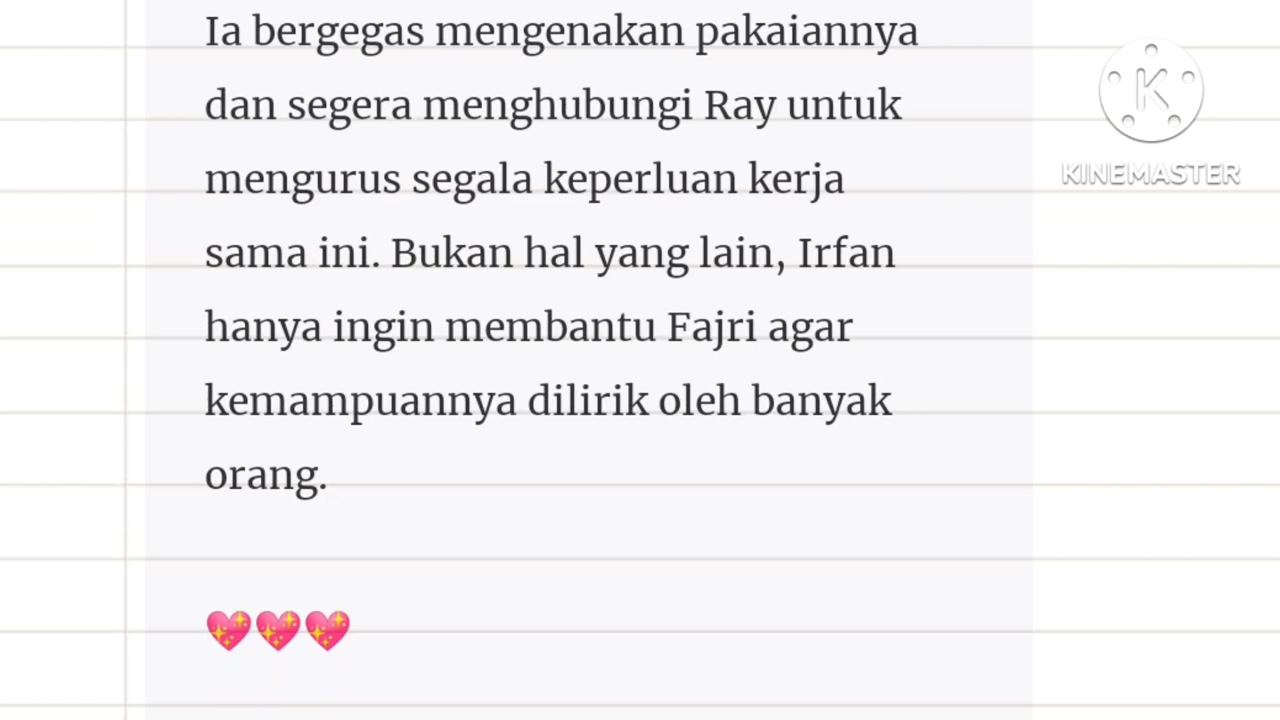 Ia bergegas mengenakan pakaiannya
dan segera menghubungi Ray untuk
mengurus segala keperluan kerja
sama ini. Bukan hal yang lain, Irfan
hanya ingin membantu Fajri agar
kemampuannya dilirik oleh banyak
orang.
💖💖💖
K
KINEMASTER